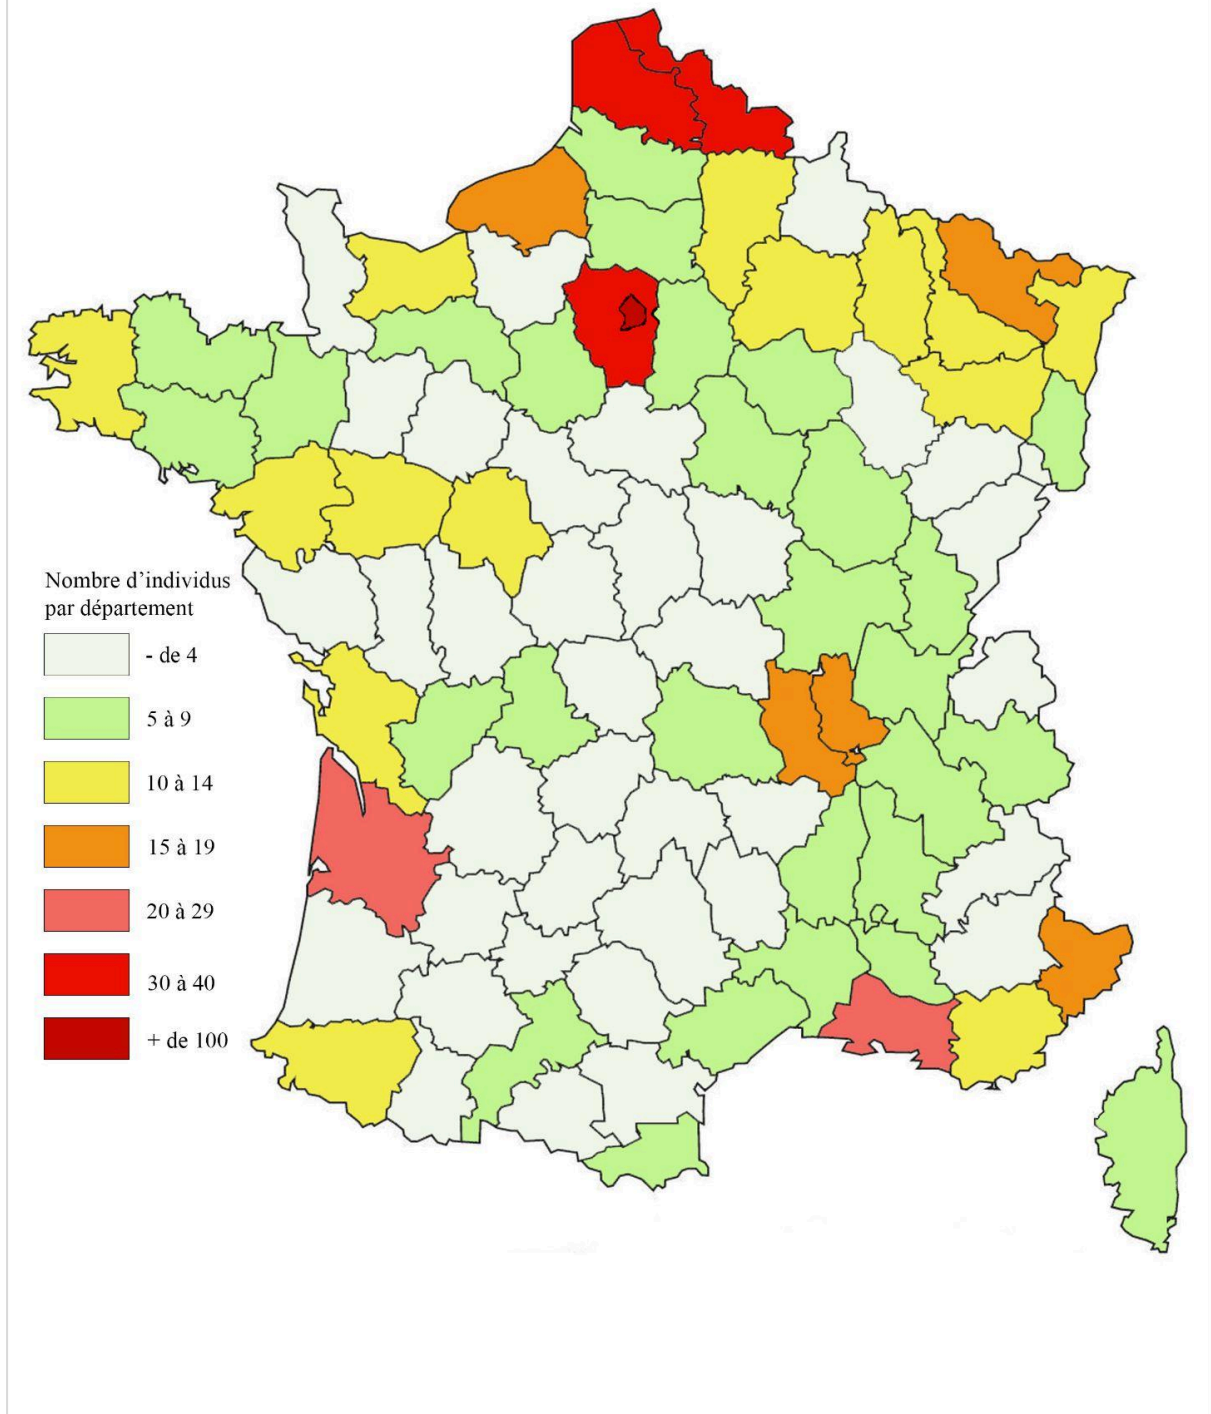 Nombre d’individus
par département
- de 4
5 à 9
10 à 14
15 à 19
20 à 29
30 à 40
+ de 100